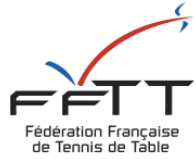 FFTT
Fédération Française
de Tennis de Table